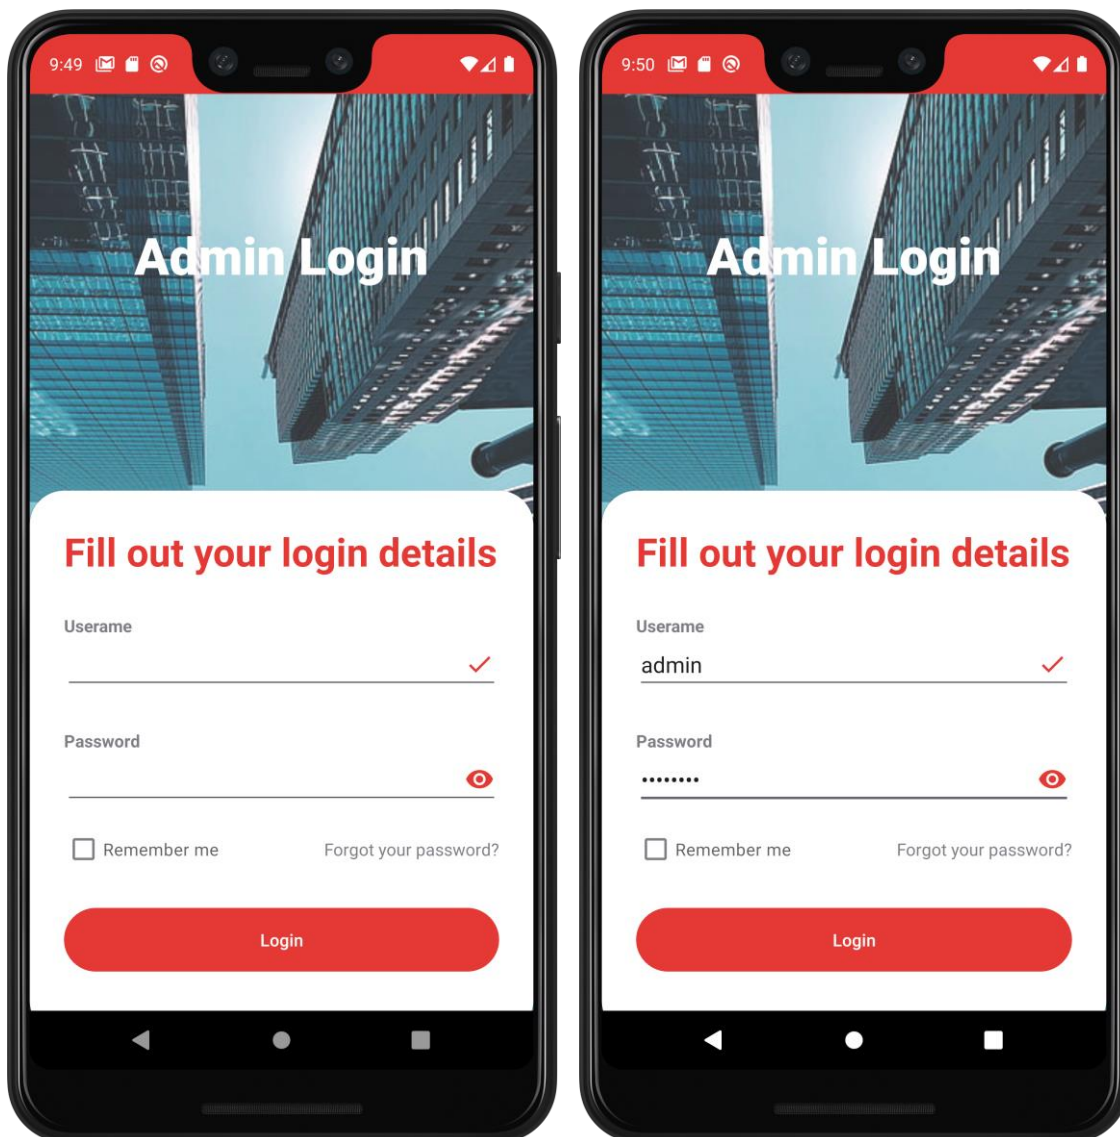 9:49
Admin Login
Fill out your login details
Userame
Password
Remember me
Forgot your password?
Login
9:50
Admin Login
Fill out your login details
Userame
admin
Password
••••••••
Remember me
Forgot your password?
Login